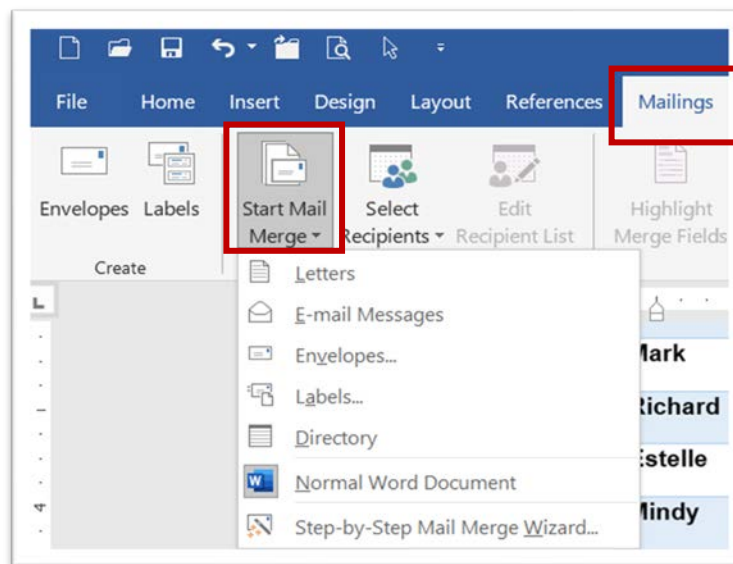 File Home Insert Design Layout References Mailings
Envelopes Labels Start Mail Merge Select Recipients Edit Recipient List Highlight Merge Fields
Create
Letters
E-mail Messages
Envelopes...
Labels...
Directory
Normal Word Document
Step-by-Step Mail Merge Wizard...
L
4
Mark
Richard
Estelle
Mindy